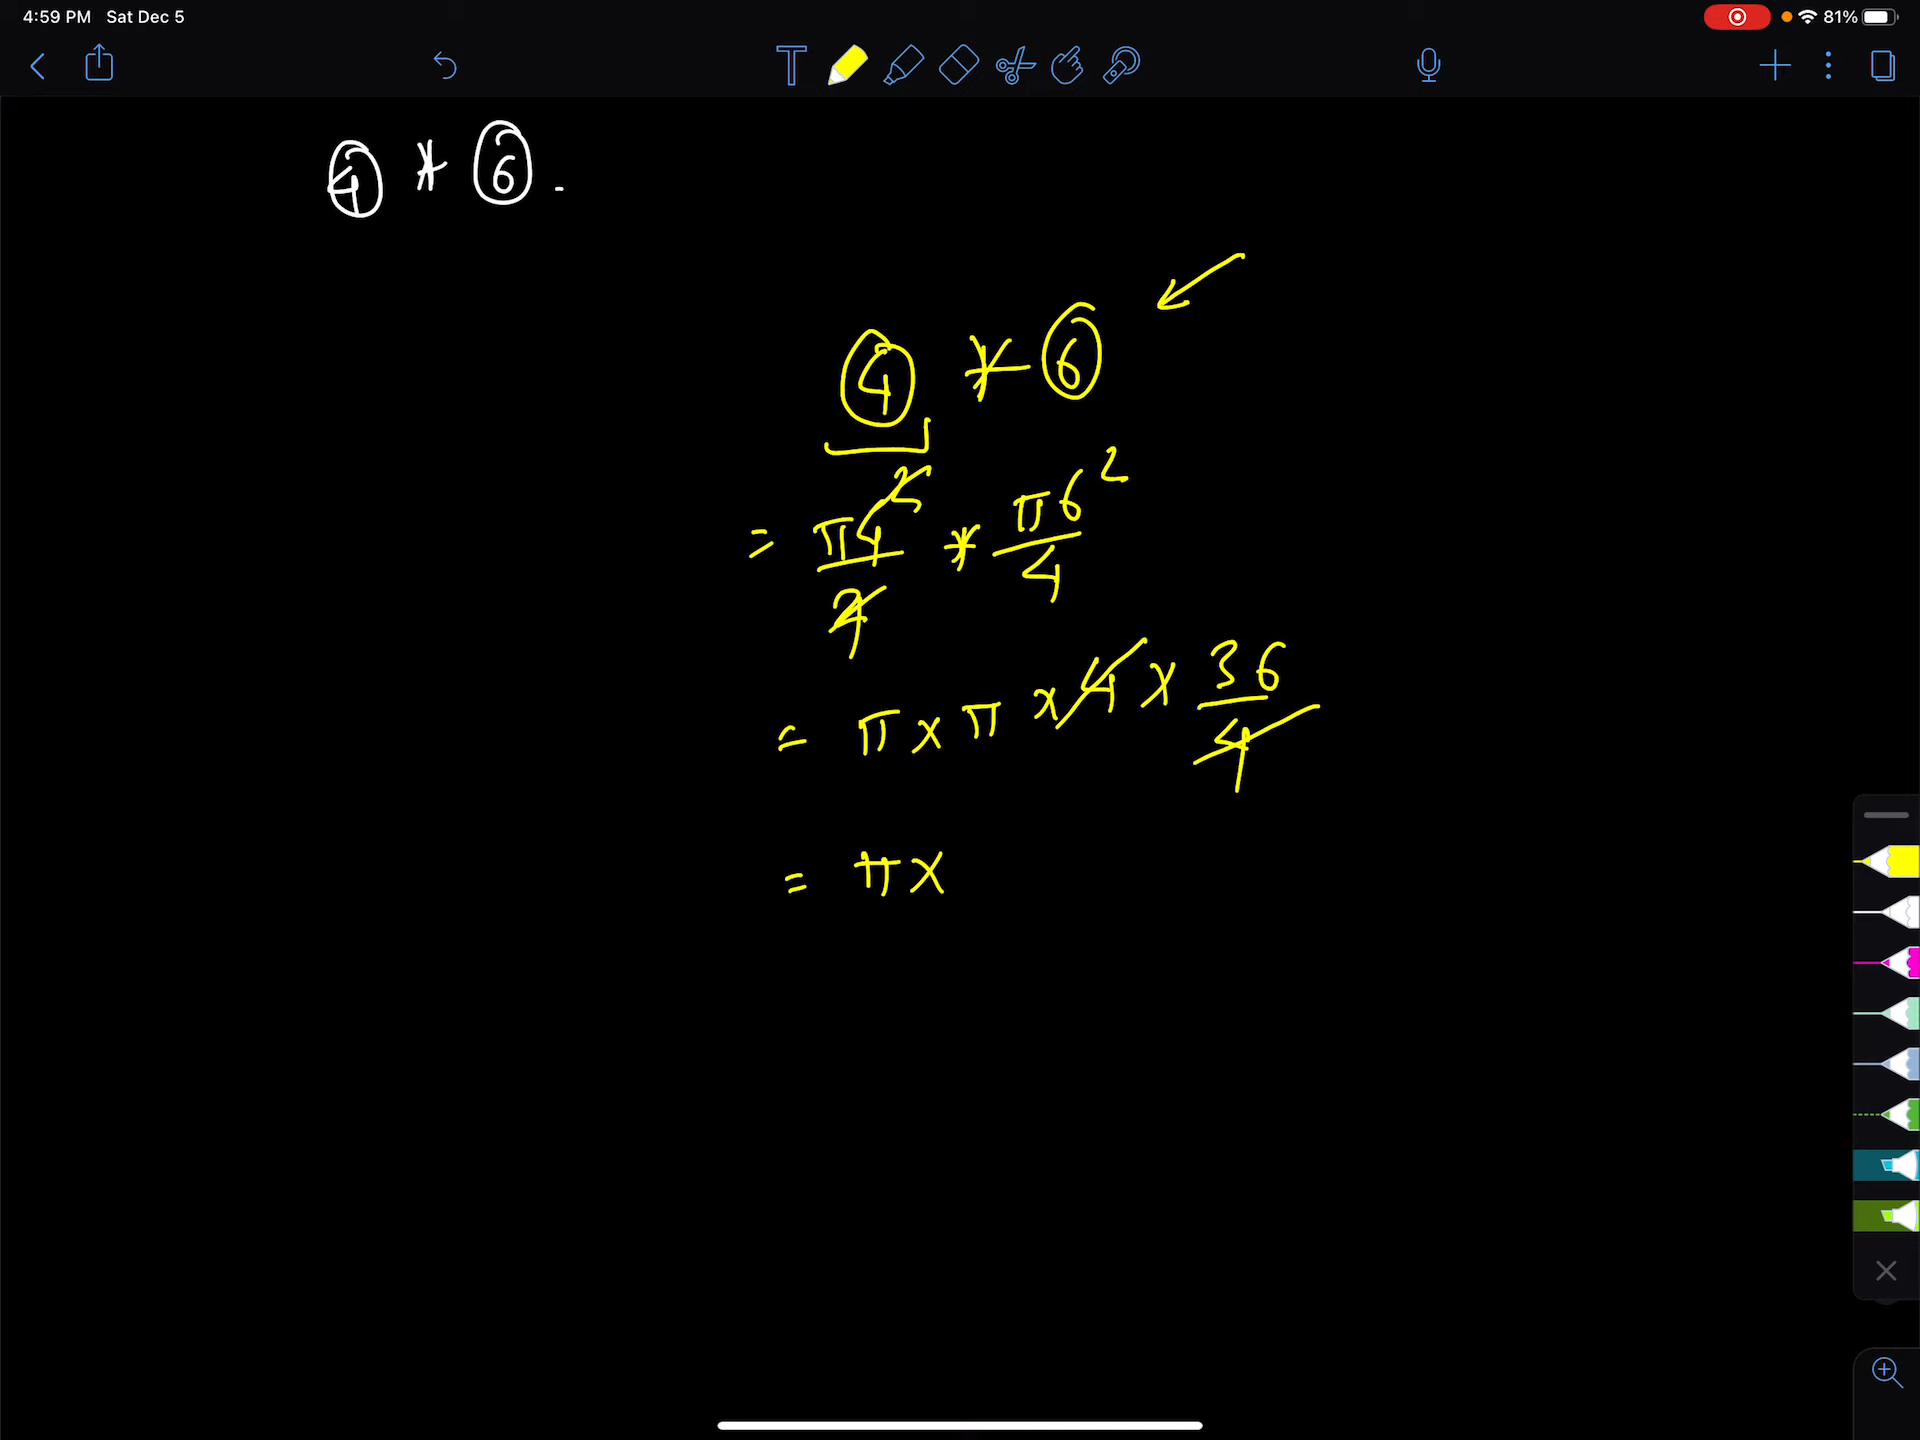 4:59 PM Sat Dec 5 81%
T
④ * ⑥ .
④ * ⑥
= π4²/4 * π6²/4
= π x π x 4 x 36/4
= π x